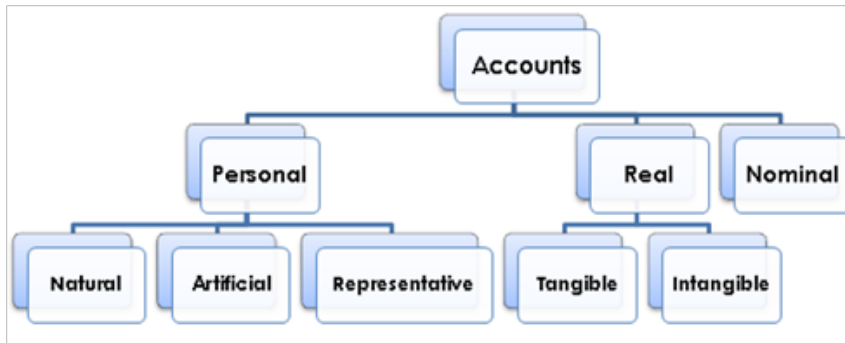 Accounts
Personal
Real
Nominal
Natural
Artificial
Representative
Tangible
Intangible